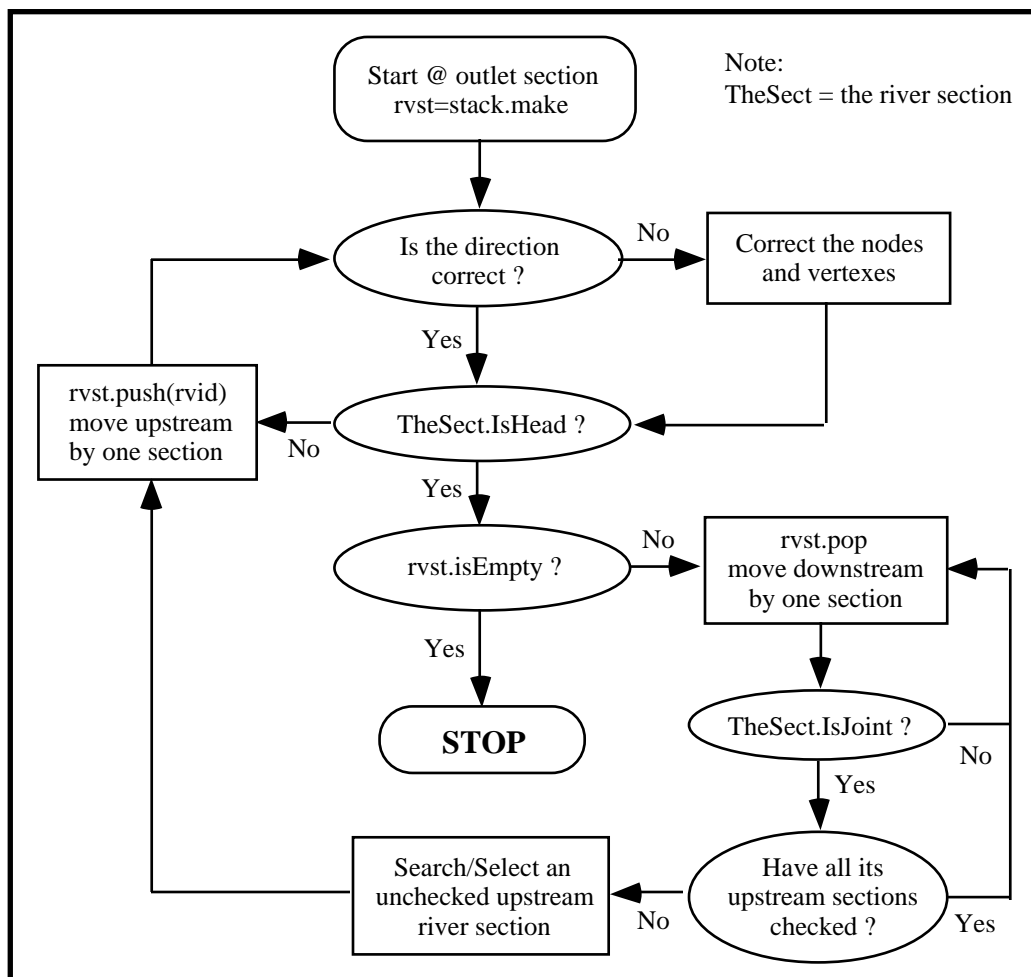 Start @ outlet section
rvst=stack.make
Note:
TheSect = the river section
Is the direction
correct ?
No
Correct the nodes
and vertexes
Yes
rvst.push(rvid)
move upstream
by one section
No
TheSect.IsHead ?
Yes
rvst.isEmpty ?
No
rvst.pop
move downstream
by one section
Yes
STOP
TheSect.IsJoint ?
No
Yes
Search/Select an
unchecked upstream
river section
No
Have all its
upstream sections
checked ?
Yes